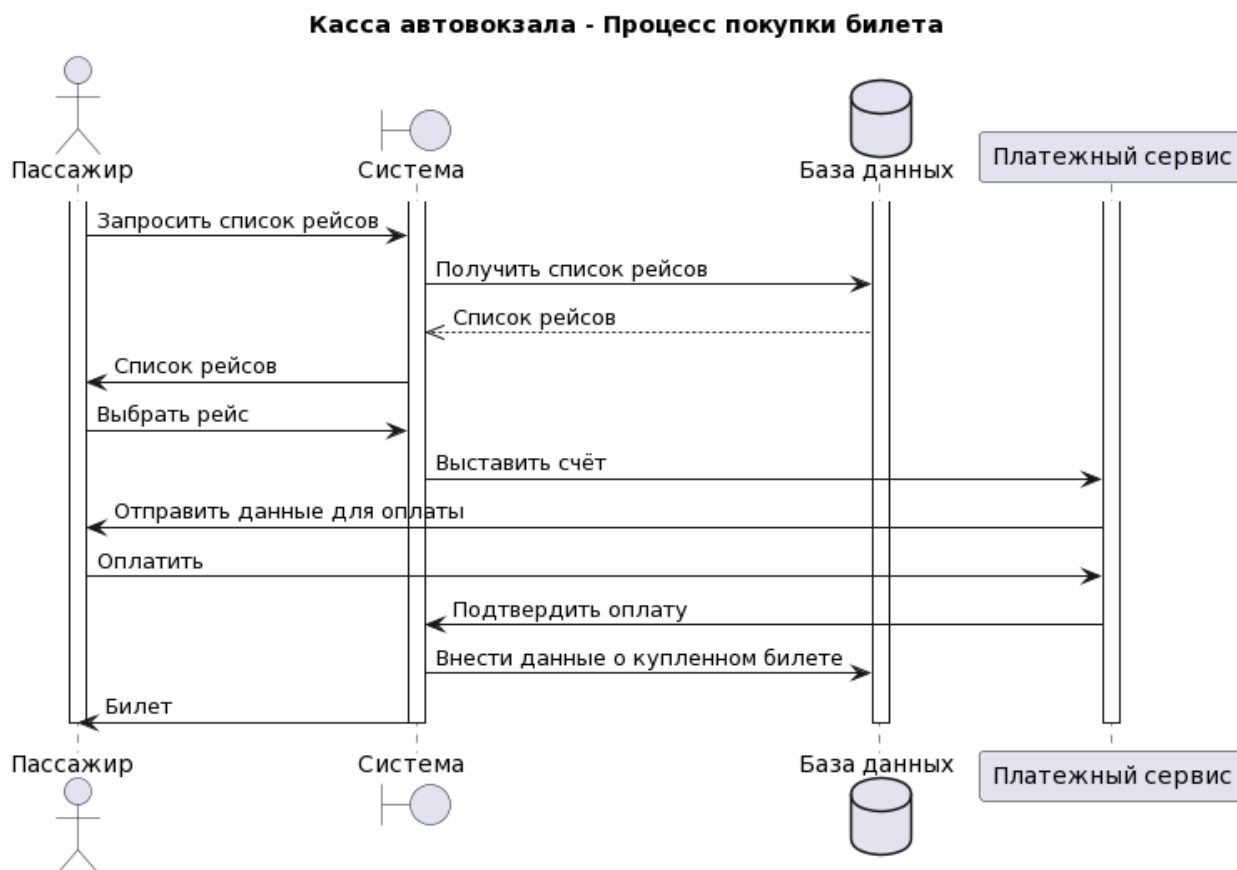 Касса автовокзала - Процесс покупки билета
Пассажир
Система
База данных
Платежный сервис
Запросить список рейсов
Получить список рейсов
Список рейсов
Список рейсов
Выбрать рейс
Выставить счёт
Отправить данные для оплаты
Оплатить
Подтвердить оплату
Внести данные о купленном билете
Билет
Пассажир
Система
База данных
Платежный сервис